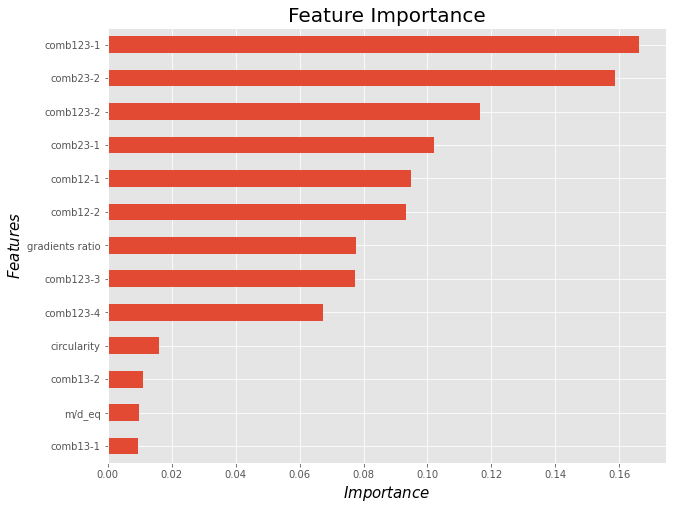 Feature Importance
comb123-1
comb23-2
comb123-2
comb23-1
comb12-1
comb12-2
gradients ratio
comb123-3
comb123-4
circularity
comb13-2
m/d_eq
comb13-1
Features
0.00 0.02 0.04 0.06 0.08 0.10 0.12 0.14 0.16
Importance